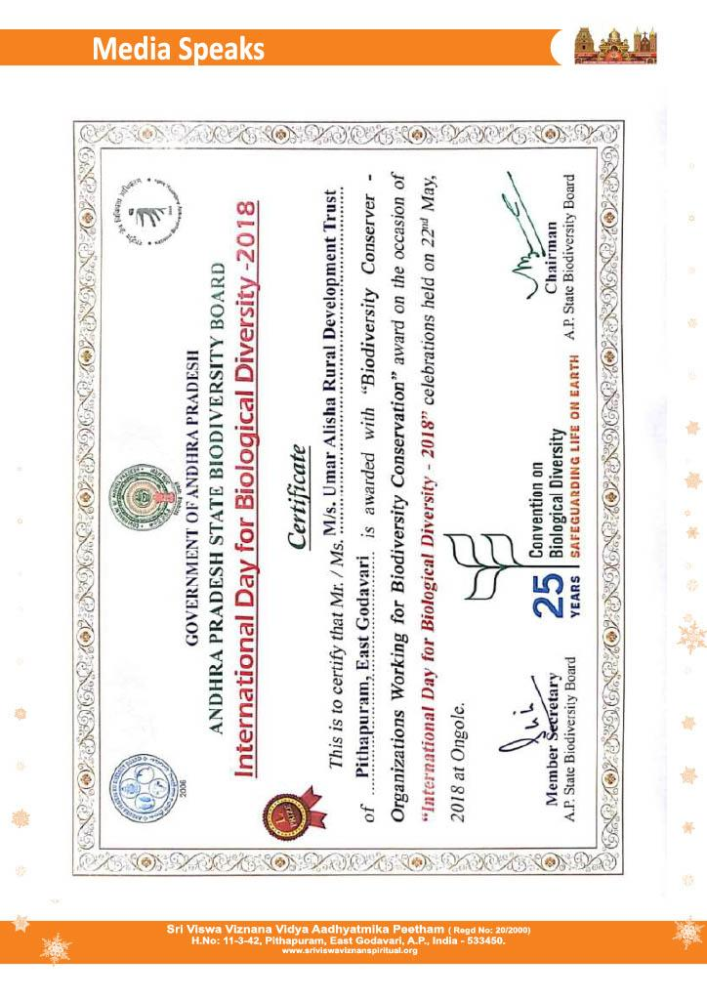 Media Speaks
2006
GOVERNMENT OF ANDHRA PRADESH
ANDHRA PRADESH STATE BIODIVERSITY BOARD
International Day for Biological Diversity -2018
Certificate
This is to certify that Mr. / Ms. M/s. Umar Alisha Rural Development Trust
of Pithapuram, East Godavari is awarded with "Biodiversity Conserver -
Organizations Working for Biodiversity Conservation" award on the occasion of
"International Day for Biological Diversity - 2018" celebrations held on 22nd May,
2018 at Ongole.
Member Secretary
A.P. State Biodiversity Board
25
YEARS
Convention on
Biological Diversity
SAFEGUARDING LIFE ON EARTH
Chairman
A.P. State Biodiversity Board
Sri Viswa Viznana Vidya Aadhyatmika Peetham ( Regd No: 20/2000)
H.No: 11-3-42, Pithapuram, East Godavari, A.P., India - 533450.
www.sriviswaviznanspiritual.org